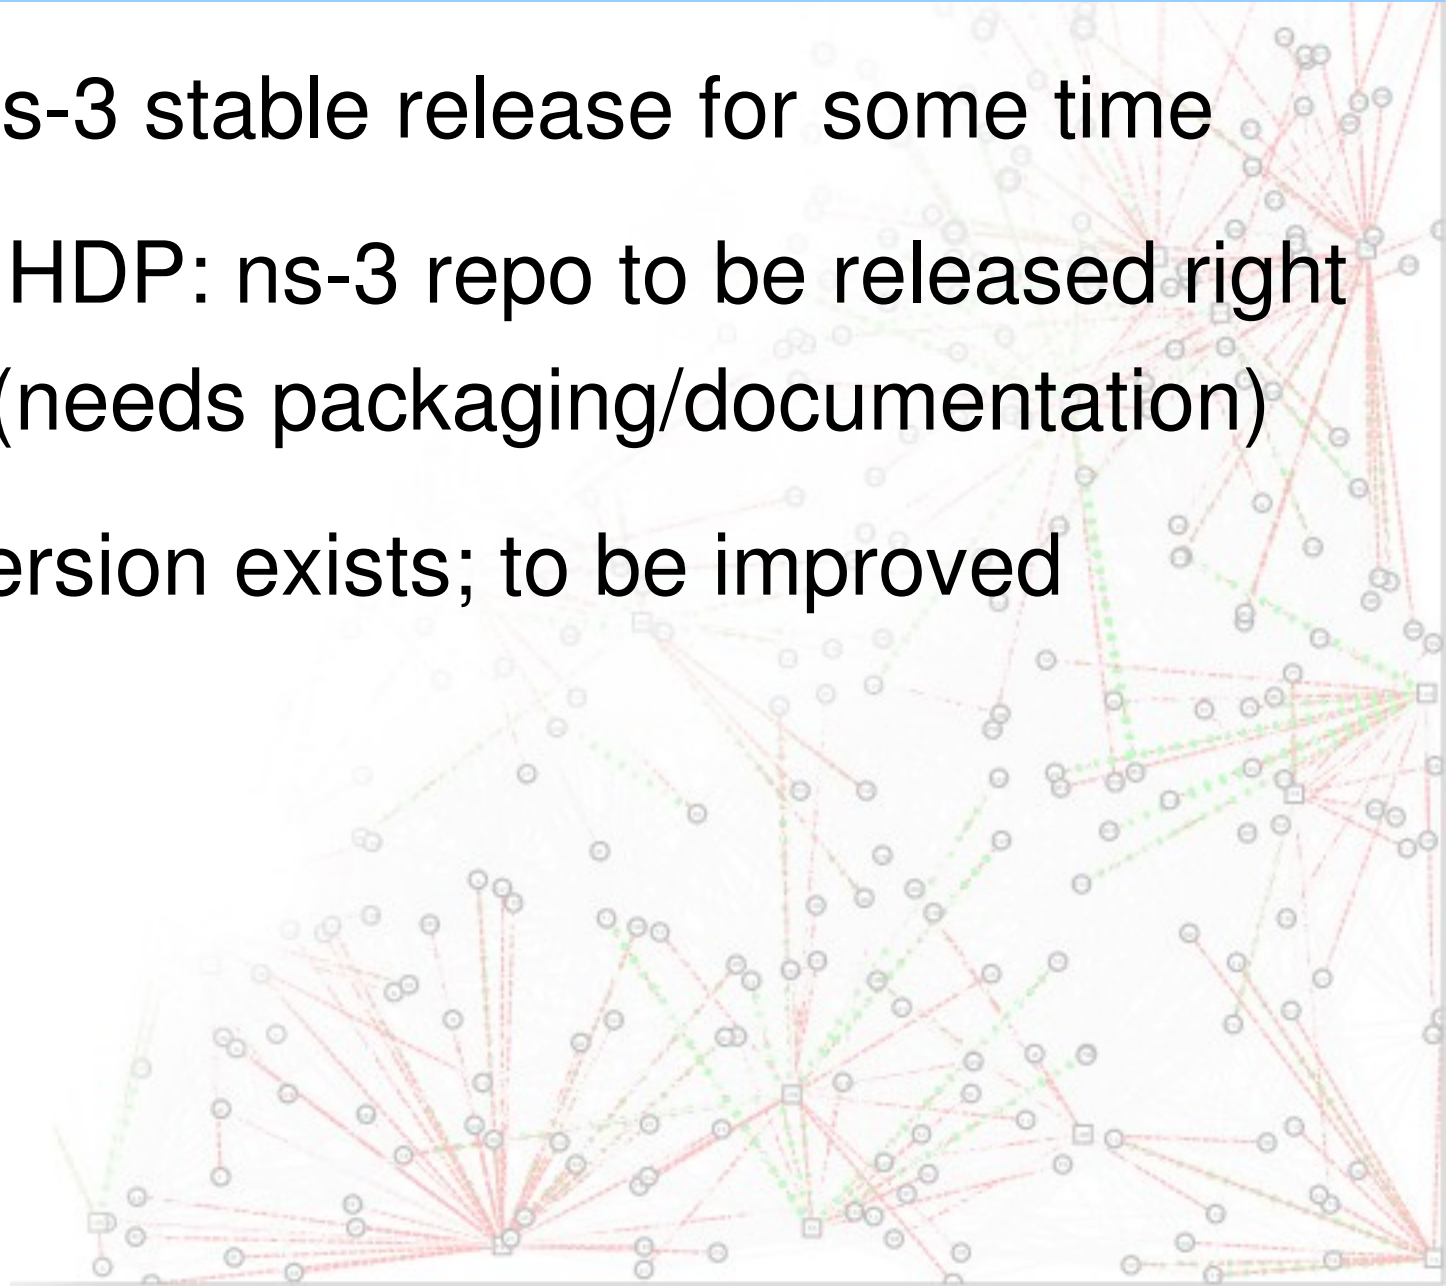 s-3 stable release for some time
HDP: ns-3 repo to be released right
(needs packaging/documentation)
ersion exists; to be improved